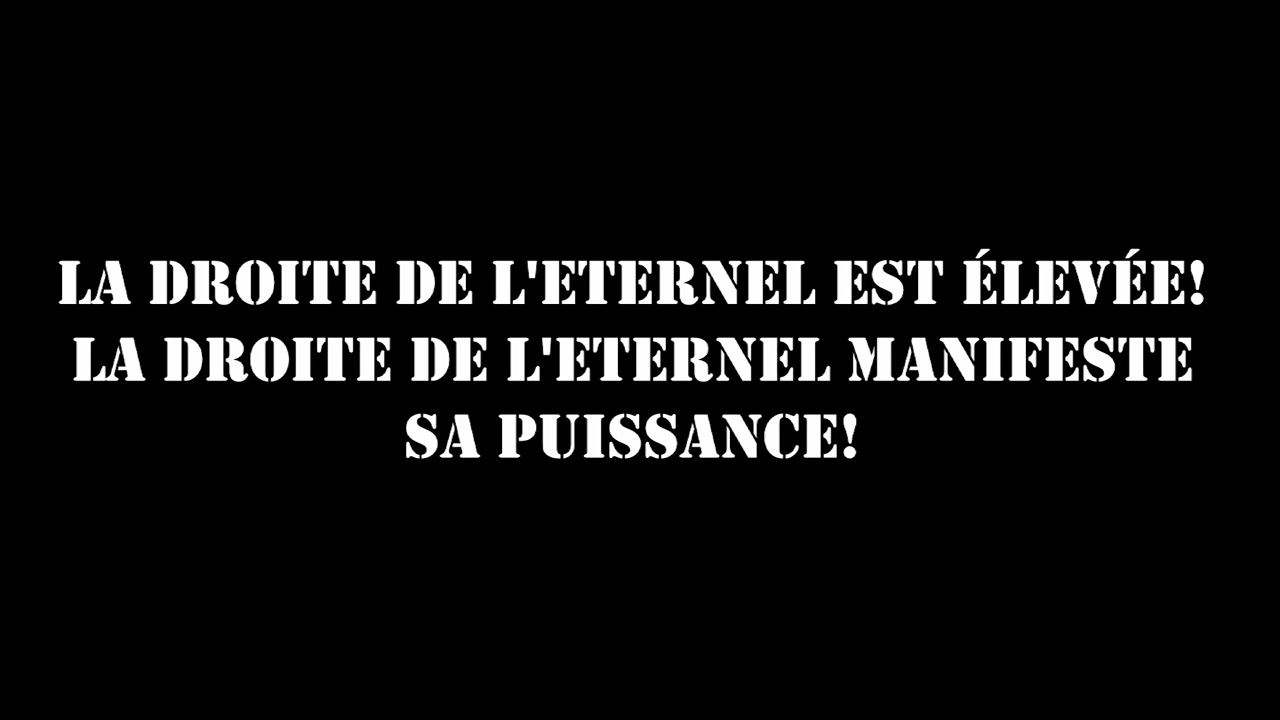 LA DROITE DE L'ETERNEL EST ÉLEVÉE!
LA DROITE DE L'ETERNEL MANIFESTE
SA PUISSANCE!